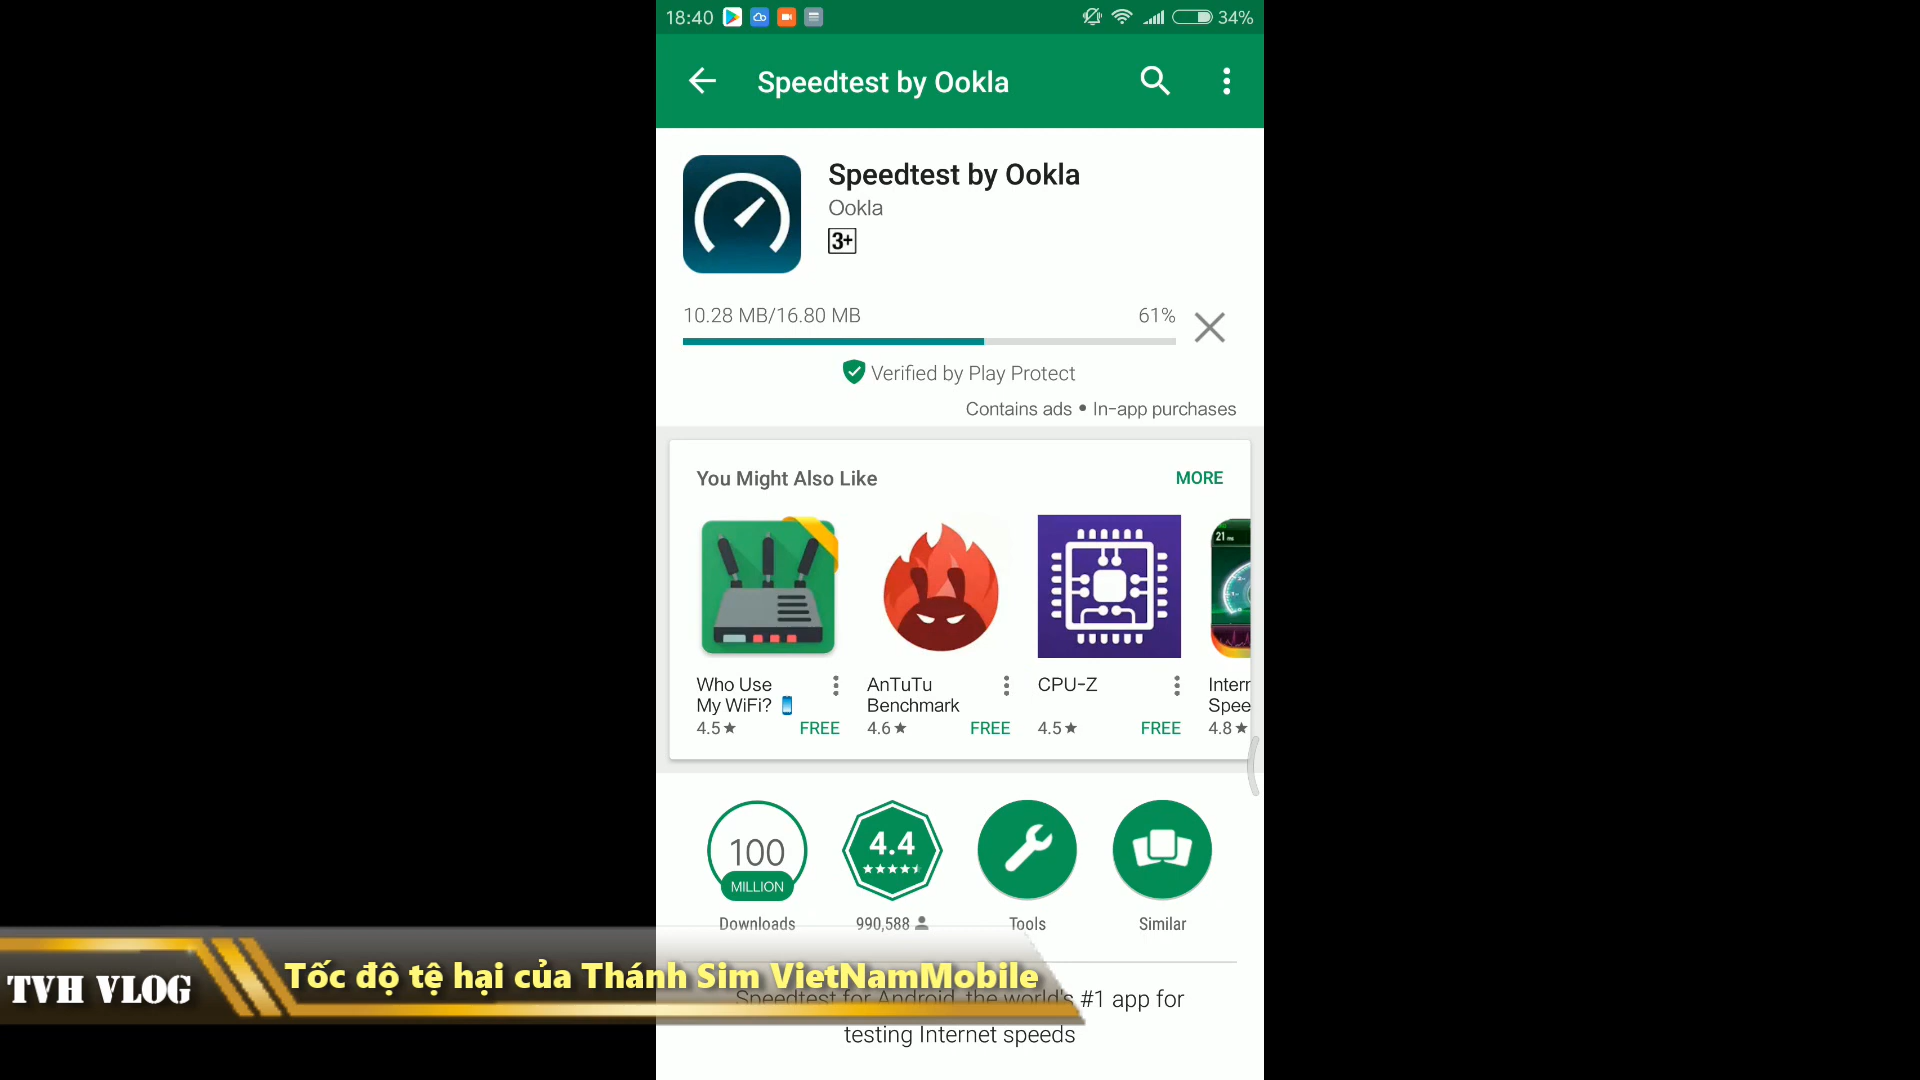 18:40
34%
Speedtest by Ookla
Speedtest by Ookla
Ookla
3+
10.28 MB/16.80 MB
61%
Verified by Play Protect
Contains ads • In-app purchases
You Might Also Like
MORE
21 ms
Who Use
My WiFi?
4.5★ FREE
AnTuTu
Benchmark
4.6★ FREE
CPU-Z
4.5★ FREE
Intern
Spee
4.8★
100
MILLION
Downloads
4.4
990,588
Tools
Similar
TVH VLOG
Tốc độ tệ hại của Thánh Sim VietNamMobile
Speedtest for Android, the world's #1 app for
testing Internet speeds